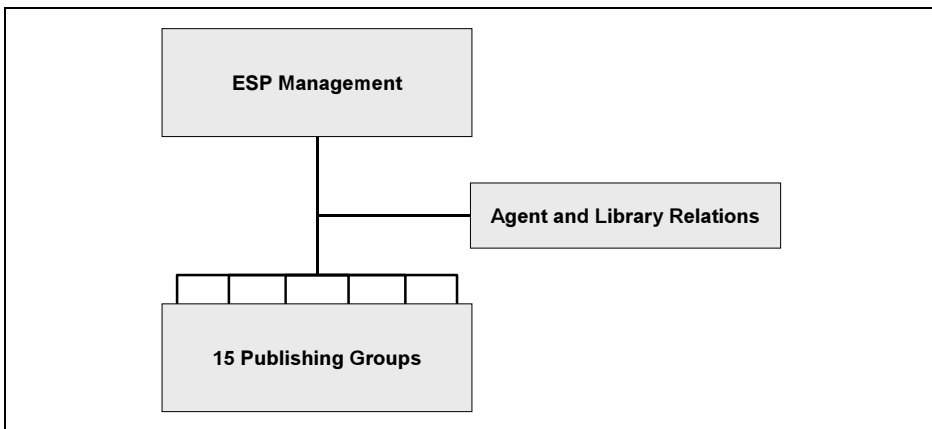 ESP Management
Agent and Library Relations
15 Publishing Groups